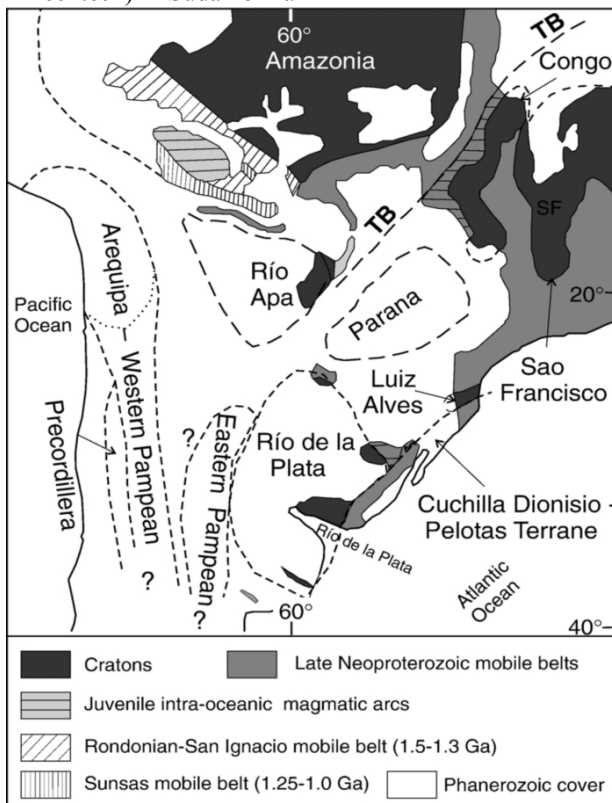 60°
Amazonia
TB
Congo
SF
Arequipa
Río
Apa
TB
Parana
20°
Pacific
Ocean
Western Pampean
Precordillera
Eastern Pampean
?
?
?
Luiz
Alves
Sao
Francisco
Río de la
Plata
Cuchilla Dionisio -
Pelotas Terrane
Río de la Plata
Atlantic
Ocean
60°
40°
Cratons
Late Neoproterozoic mobile belts
Juvenile intra-oceanic magmatic arcs
Rondonian-San Ignacio mobile belt (1.5-1.3 Ga)
Sunsas mobile belt (1.25-1.0 Ga)
Phanerozoic cover